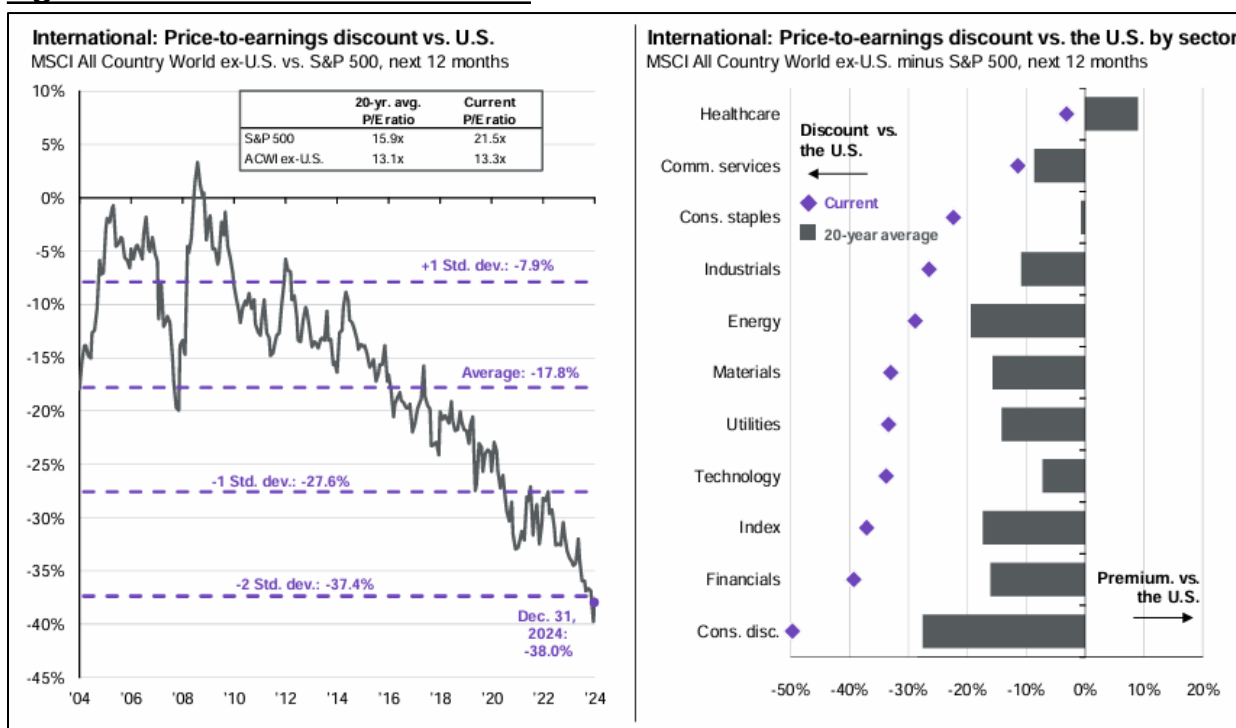 International: Price-to-earnings discount vs. U.S.
MSCI All Country World ex-U.S. vs. S&P 500, next 12 months
10%
5%
0%
-5%
-10%
-15%
-20%
-25%
-30%
-35%
-40%
-45%
20-yr. avg. Current
P/E ratio P/E ratio
S&P 500 15.9x 21.5x
ACWI ex-U.S. 13.1x 13.3x
+1 Std. dev.: -7.9%
Average: -17.8%
-1 Std. dev.: -27.6%
-2 Std. dev.: -37.4%
Dec. 31,
2024:
-38.0%
'04 '06 '08 '10 '12 '14 '16 '18 '20 '22 '24
International: Price-to-earnings discount vs. the U.S. by sector
MSCI All Country World ex-U.S. minus S&P 500, next 12 months
Healthcare
Comm. services
Cons. staples
Industrials
Energy
Materials
Utilities
Technology
Index
Financials
Cons. disc.
Discount vs.
the U.S.
Current
20-year average
Premium. vs.
the U.S.
-50% -40% -30% -20% -10% 0% 10% 20%